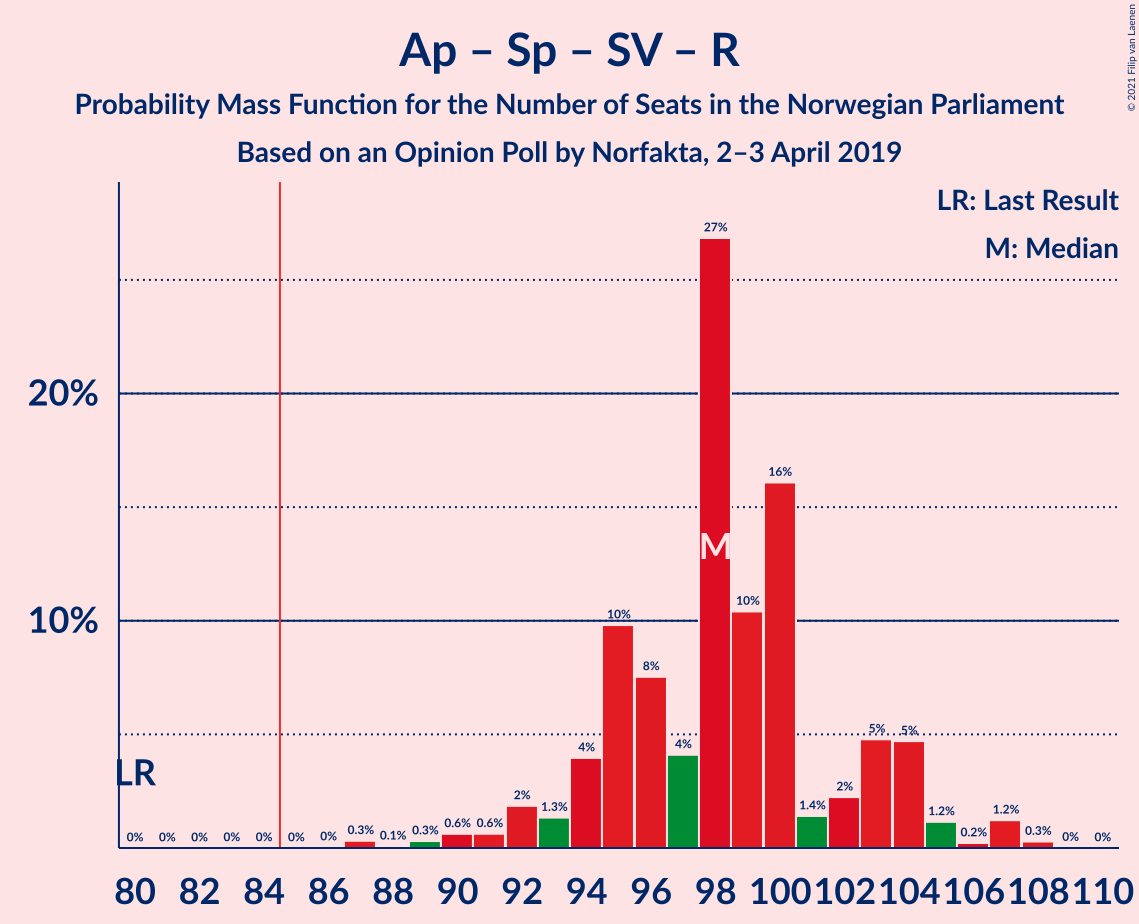 Ap – Sp – SV – R
Probability Mass Function for the Number of Seats in the Norwegian Parliament
Based on an Opinion Poll by Norfakta, 2–3 April 2019
© 2021 Filip van Laenen
LR: Last Result
M: Median
20%
10%
LR
M
0% 0% 0% 0% 0% 0% 0% 0.3% 0.1% 0.3% 0.6% 0.6% 2% 1.3% 4% 10% 8% 4% 27% 10% 16% 1.4% 2% 5% 5% 1.2% 0.2% 1.2% 0.3% 0% 0%
80 82 84 86 88 90 92 94 96 98 100 102 104 106 108 110